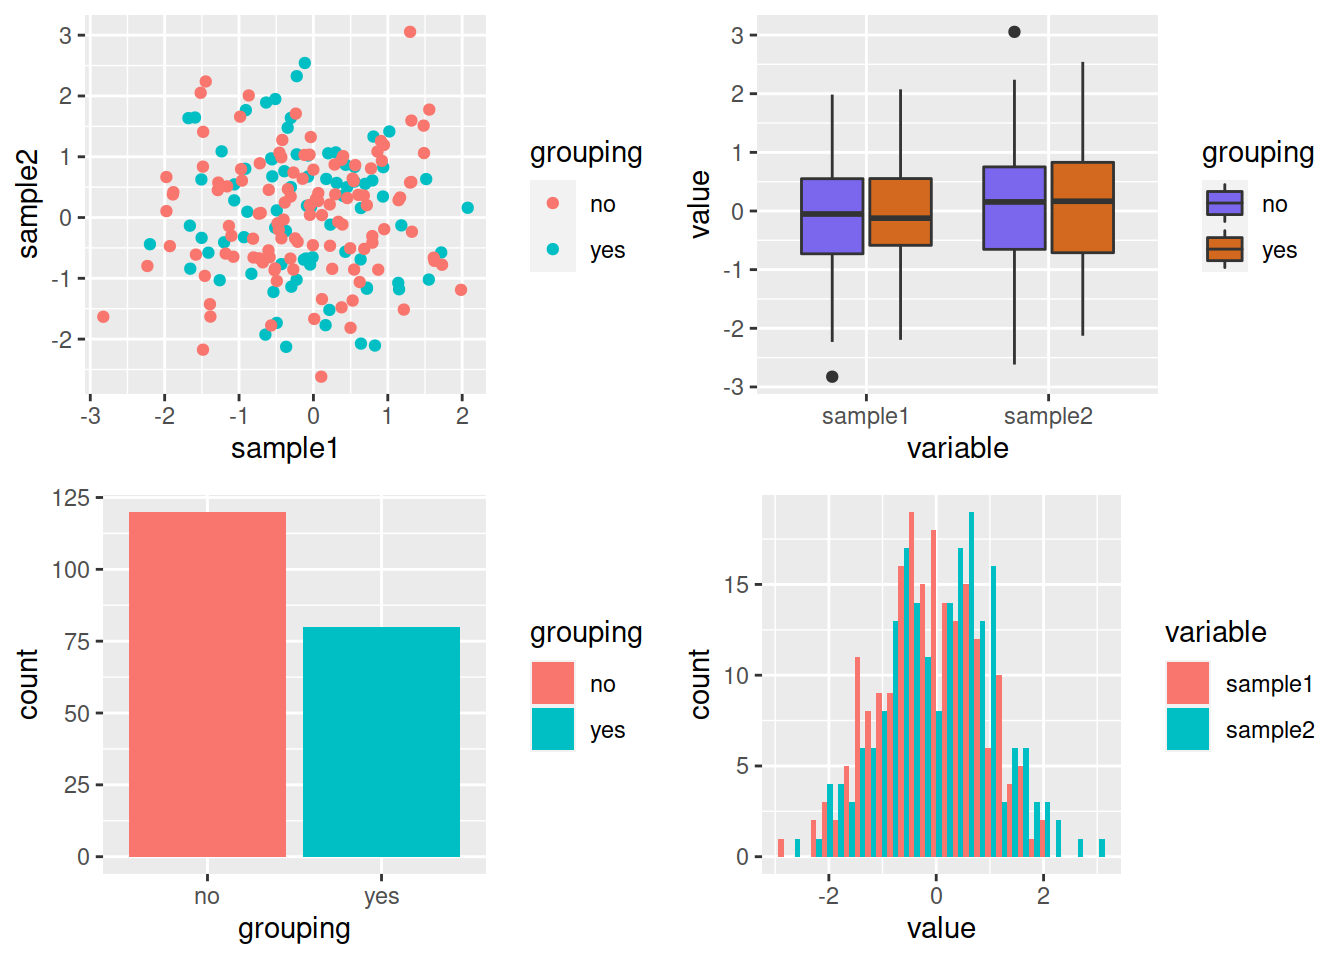 3
2
1
0
-1
-2
sample2
-3 -2 -1 0 1 2
sample1
grouping
no
yes
3
2
1
0
-1
-2
-3
value
sample1 sample2
variable
grouping
no
yes
125
100
75
50
25
0
count
no yes
grouping
grouping
no
yes
15
10
5
0
count
-2 0 2
value
variable
sample1
sample2